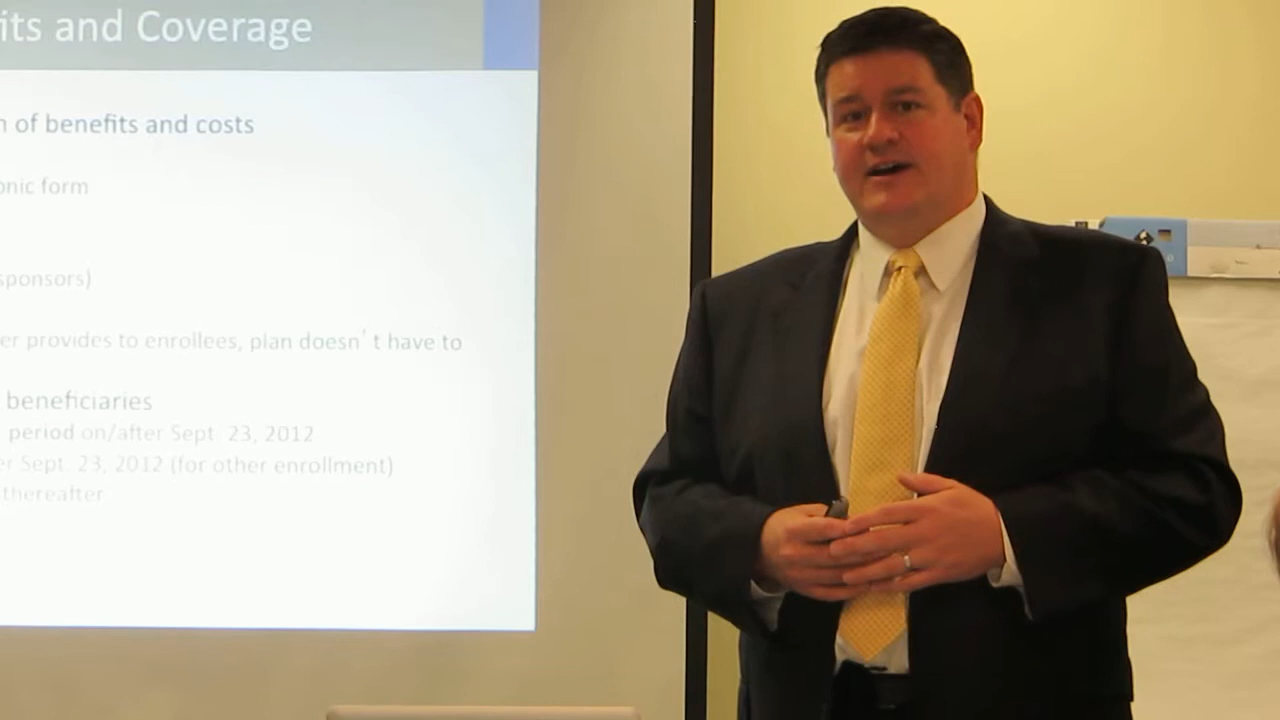 its and Coverage
n of benefits and costs
onic form
sponsors)
er provides to enrollees, plan doesn't have to
beneficiaries
period on/after Sept. 23, 2012
er Sept. 23, 2012 (for other enrollment)
thereafter